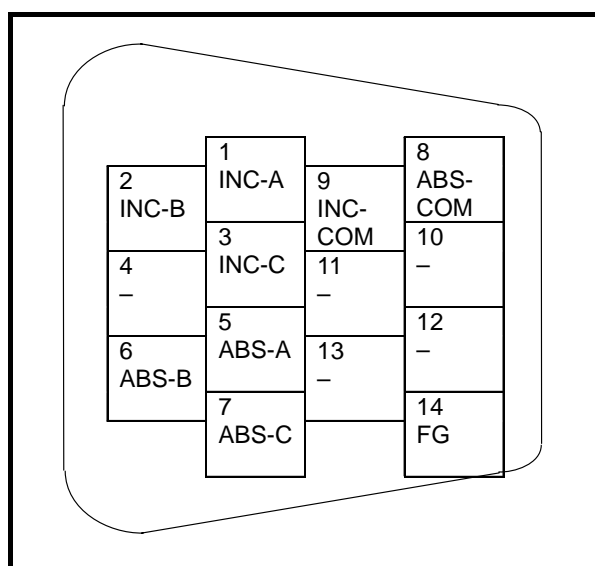 1
INC-A
2
INC-B
3
INC-C
4
–
5
ABS-A
6
ABS-B
7
ABS-C
8
ABS-
COM
9
INC-
COM
10
–
11
–
12
–
13
–
14
FG